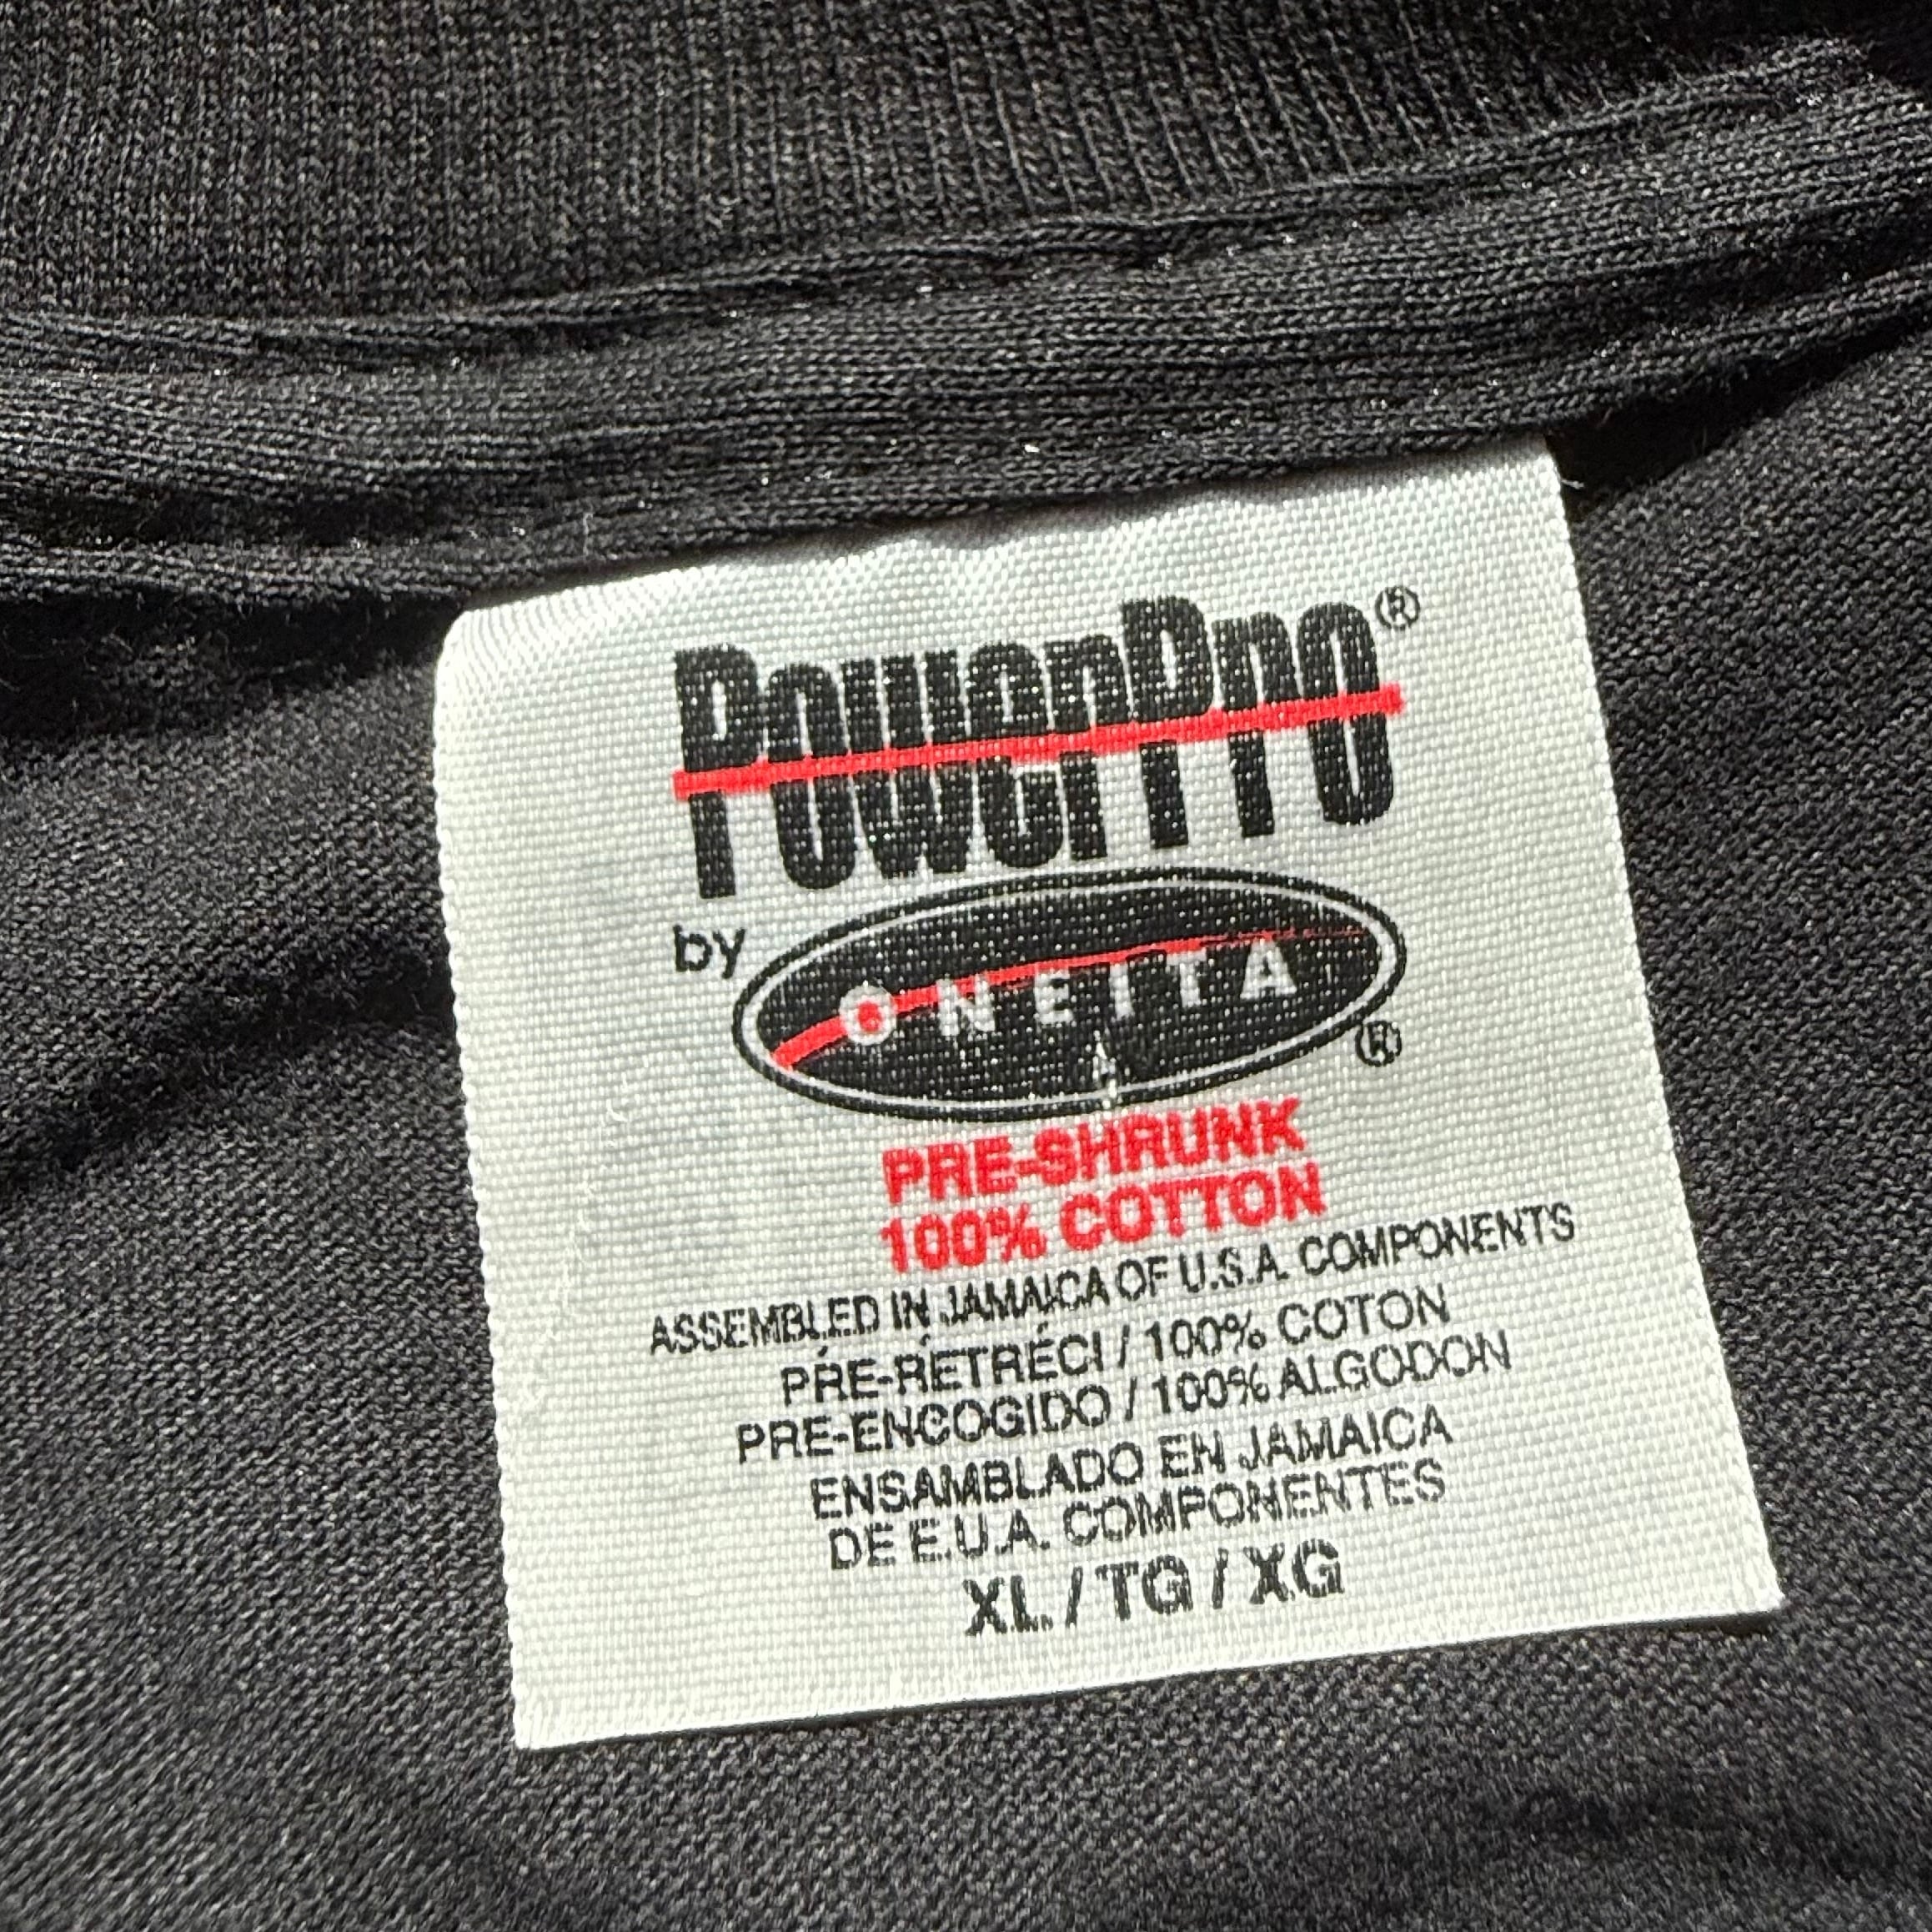 PowerPro®
by ONEITA®
PRE-SHRUNK
100% COTTON
ASSEMBLED IN JAMAICA OF U.S.A. COMPONENTS
PRÉ-RÉTRÉCI / 100% COTON
PRE-ENCOGIDO / 100% ALGODON
ENSAMBLADO EN JAMAICA
DE E.U.A. COMPONENTES
XL / TG / XG